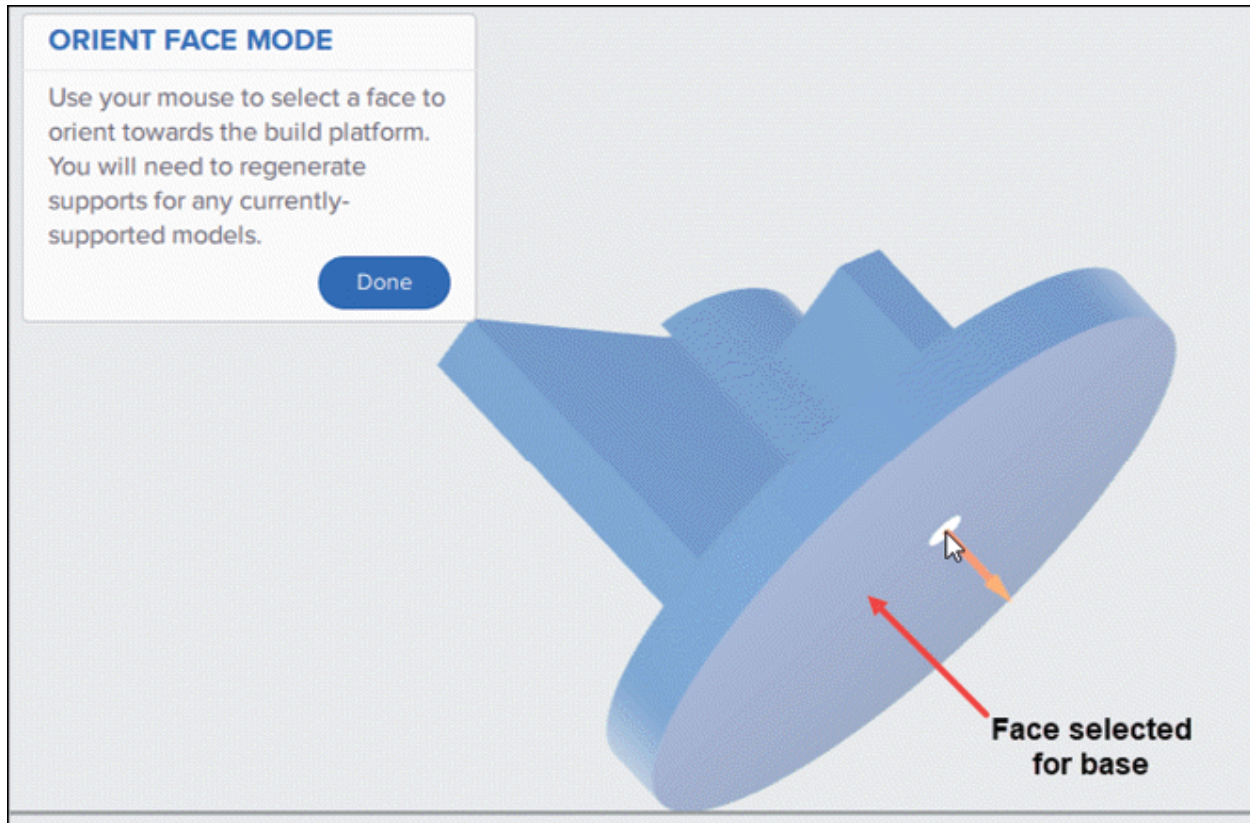 ORIENT FACE MODE
Use your mouse to select a face to
orient towards the build platform.
You will need to regenerate
supports for any currently-
supported models.
Done
Face selected
for base